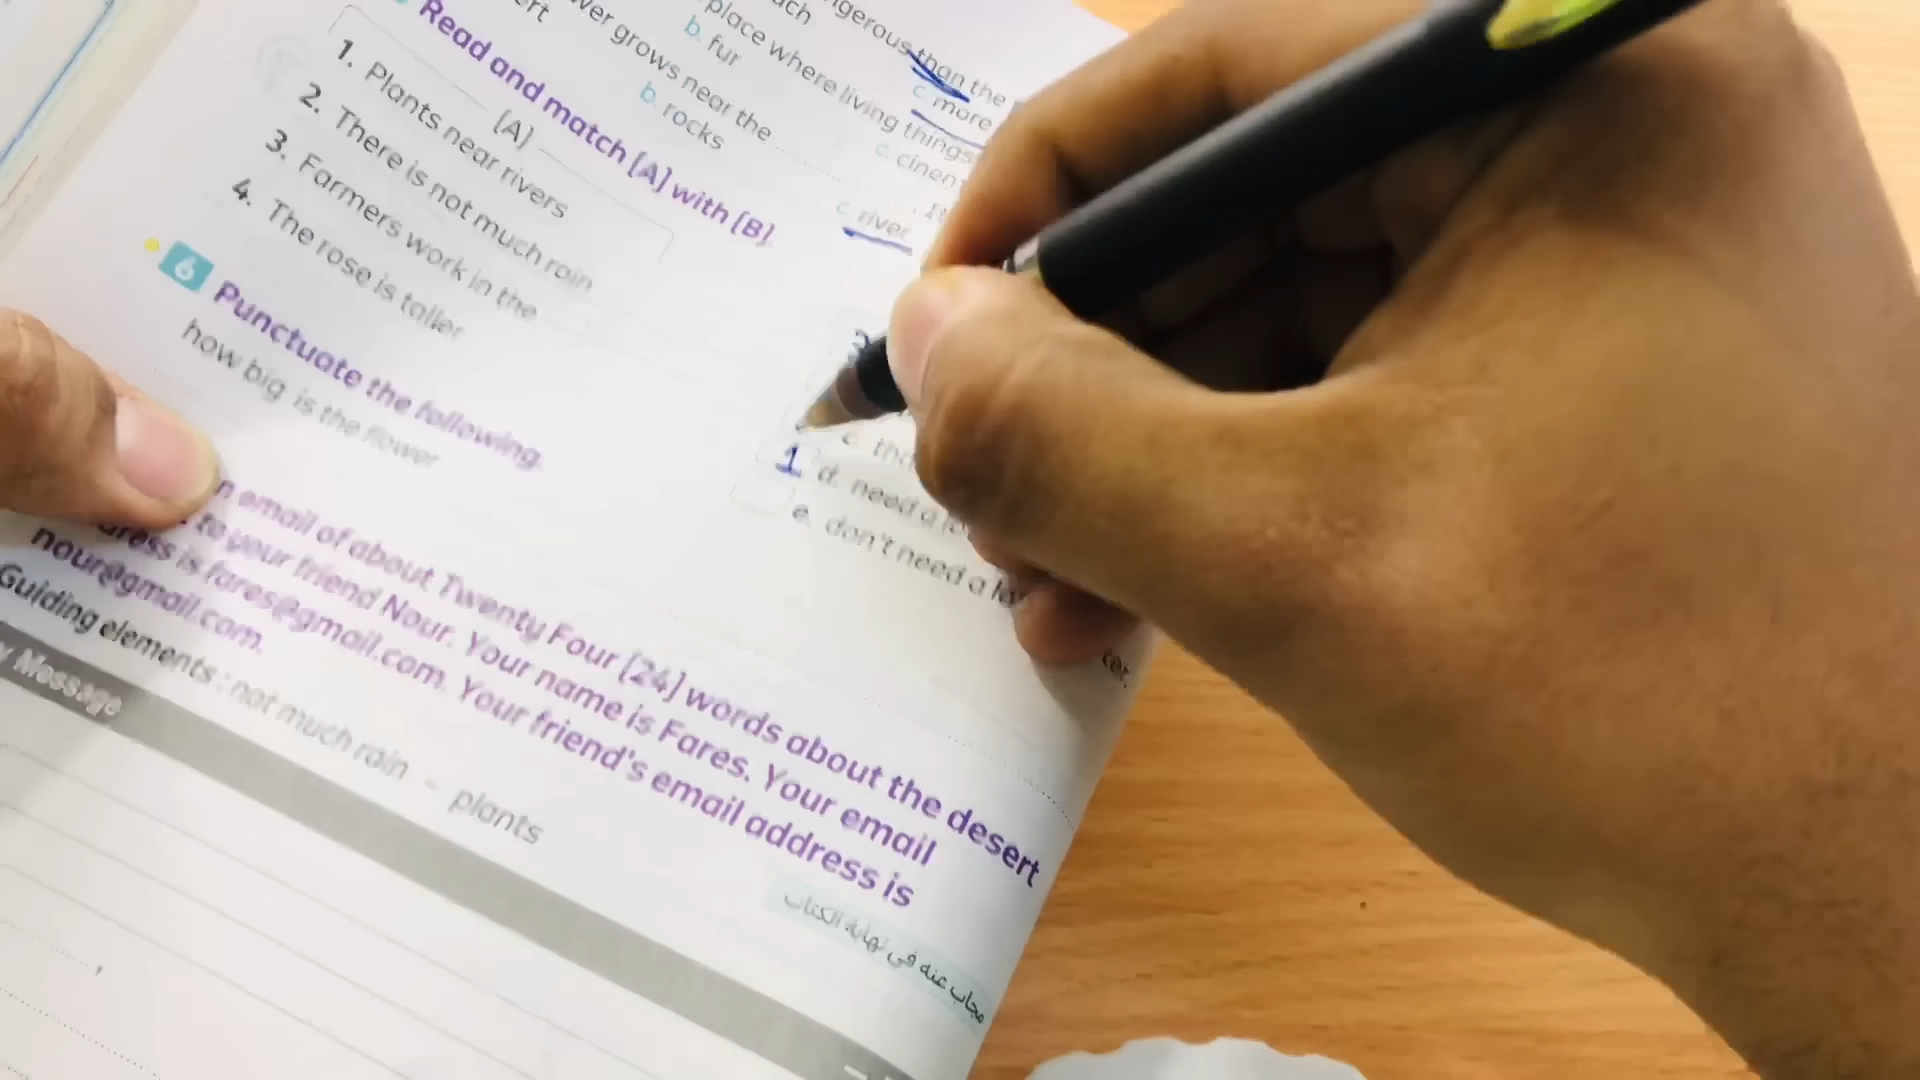 than the
c. more
place where living things
b. fur
grows near the
b. rocks
c. river
Read and match [A] with [B].
[A]
1. Plants near rivers
2. There is not much rain
3. Farmers work in the
4. The rose is taller
1 d. need a
e. don't need a
6 Punctuate the following.
how big is the flower
email of about Twenty Four [24] words about the desert
to your friend Nour. Your name is Fares. Your email
is fares@gmail.com. Your friend's email address is
nour@gmail.com.
Guiding elements : not much rain - plants
مجاب عنه فى نهاية الكتاب
Message